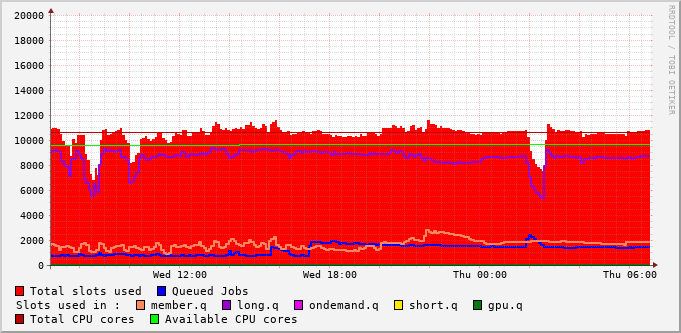 20000
18000
16000
14000
12000
10000
8000
6000
4000
2000
0
Wed 12:00 Wed 18:00 Thu 00:00 Thu 06:00
RRDTOOL / TOBI OETIKER
Total slots used Queued Jobs
Slots used in : member.q long.q ondemand.q short.q gpu.q
Total CPU cores Available CPU cores